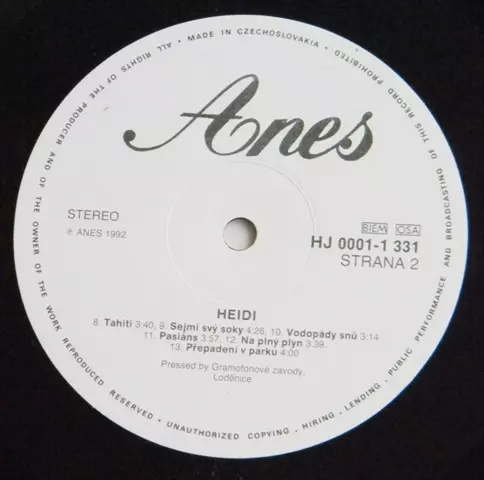 ALL RIGHTS OF THE PRODUCER AND OF THE OWNER OF THE WORK REPRODUCED RESERVED • UNAUTHORIZED COPYING • HIRING • LENDING • PUBLIC PERFORMANCE AND BROADCASTING OF THIS RECORD PROHIBITED • MADE IN CZECHOSLOVAKIA •
Anes
STEREO
℗ ANES 1992
BIEM OSA
HJ 0001-1 331
STRANA 2
HEIDI
8. Tahiti 3:40, 9. Sejmi svý soky 4:26, 10. Vodopády snů 3:14
11. Pasiáns 3:57, 12. Na plný plyn 3:39,
13. Přepadení v parku 4:00
Pressed by Gramofonové závody,
Loděnice